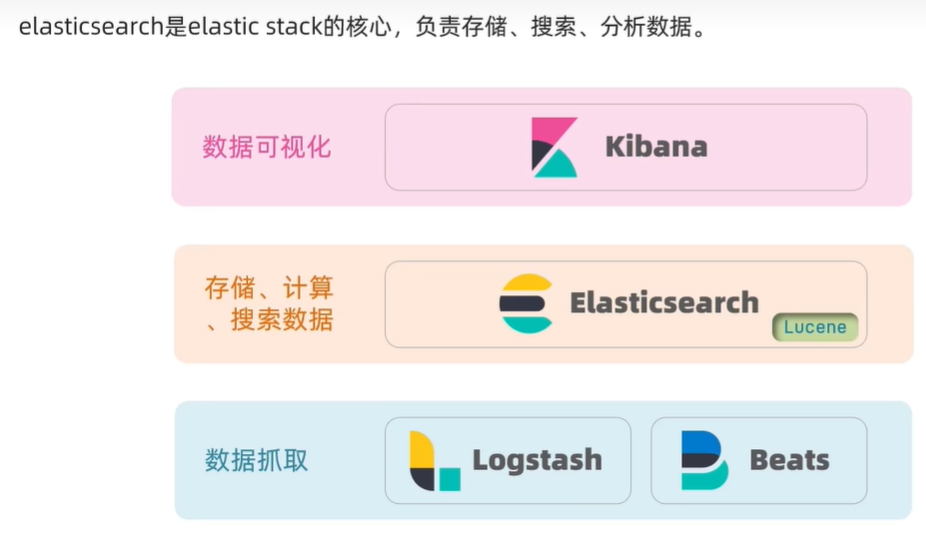 elasticsearch是elastic stack的核心，负责存储、搜索、分析数据。
数据可视化
Kibana
存储、计算
、搜索数据
Elasticsearch
Lucene
数据抓取
Logstash
Beats